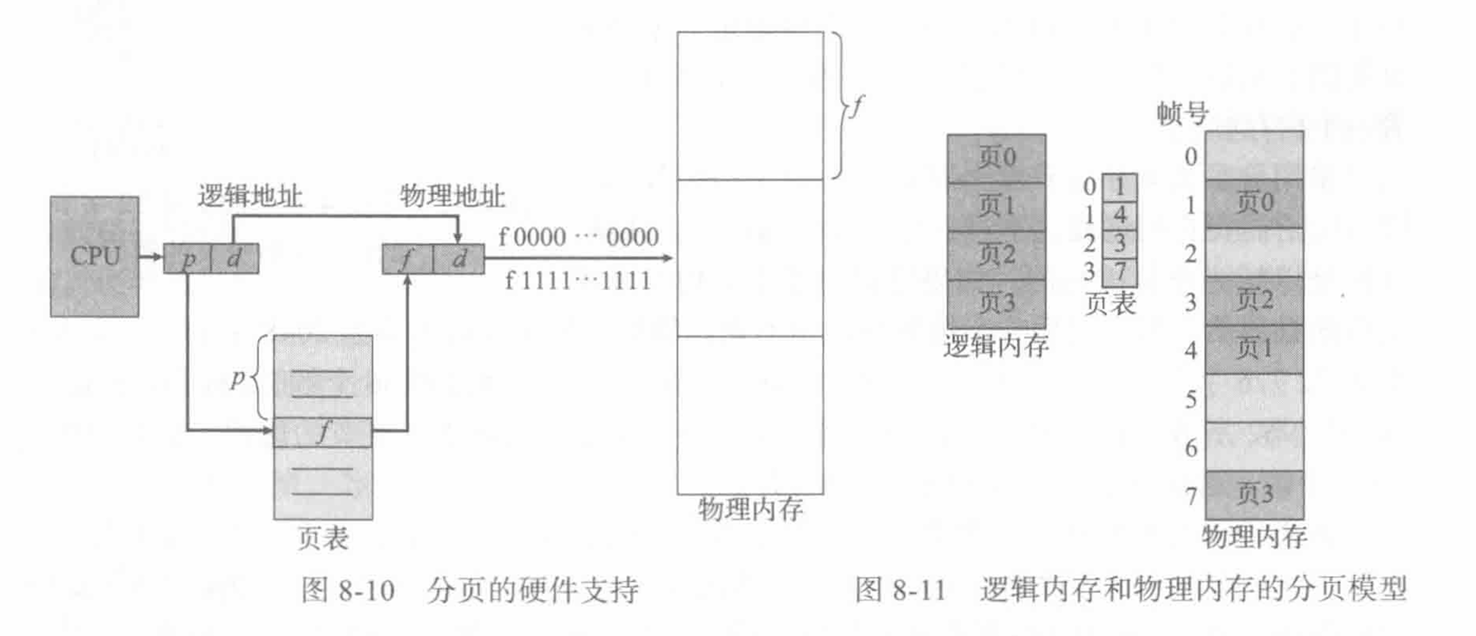 逻辑地址
物理地址
CPU
p d
f d
f 0000 ··· 0000
f 1111 ··· 1111
p
f
页表
f
物理内存
图 8-10 分页的硬件支持
页0
页1
页2
页3
逻辑内存
0 1
1 4
2 3
3 7
页表
帧号
0
1 页0
2
3 页2
4 页1
5
6
7 页3
物理内存
图 8-11 逻辑内存和物理内存的分页模型